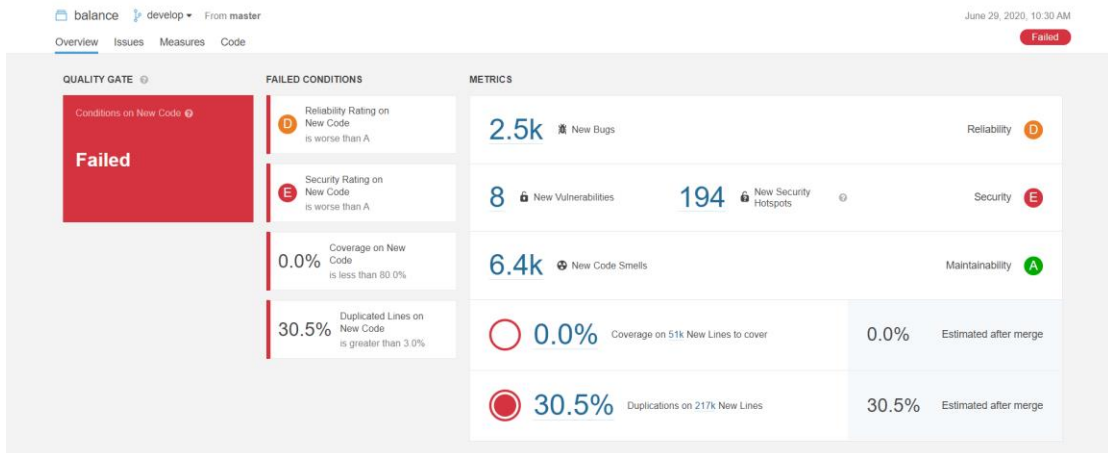 balance develop From master
June 29, 2020, 10:30 AM
Overview Issues Measures Code
Failed
QUALITY GATE
Conditions on New Code
Failed
FAILED CONDITIONS
D
Reliability Rating on
New Code
is worse than A
E
Security Rating on
New Code
is worse than A
0.0%
Coverage on New
Code
is less than 80.0%
30.5%
Duplicated Lines on
New Code
is greater than 3.0%
METRICS
2.5k New Bugs
Reliability D
8 New Vulnerabilities
194 New Security
Hotspots
Security E
6.4k New Code Smells
Maintainability A
0.0% Coverage on 51k New Lines to cover
0.0% Estimated after merge
30.5% Duplications on 217k New Lines
30.5% Estimated after merge